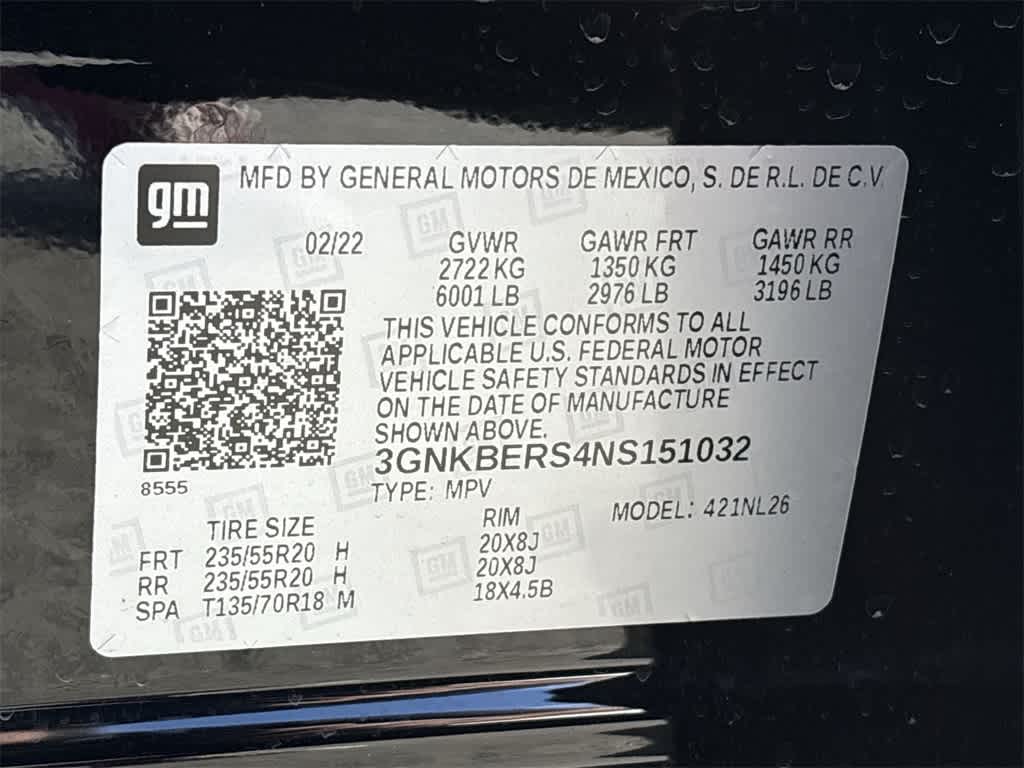 gm MFD BY GENERAL MOTORS DE MEXICO, S. DE R.L. DE C.V.
02/22 GVWR GAWR FRT GAWR RR
2722 KG 1350 KG 1450 KG
6001 LB 2976 LB 3196 LB
THIS VEHICLE CONFORMS TO ALL
APPLICABLE U.S. FEDERAL MOTOR
VEHICLE SAFETY STANDARDS IN EFFECT
ON THE DATE OF MANUFACTURE
SHOWN ABOVE.
3GNKBERS4NS151032
8555
TYPE: MPV MODEL: 421NL26
TIRE SIZE RIM
FRT 235/55R20 H 20X8J
RR 235/55R20 H 20X8J
SPA T135/70R18 M 18X4.5B